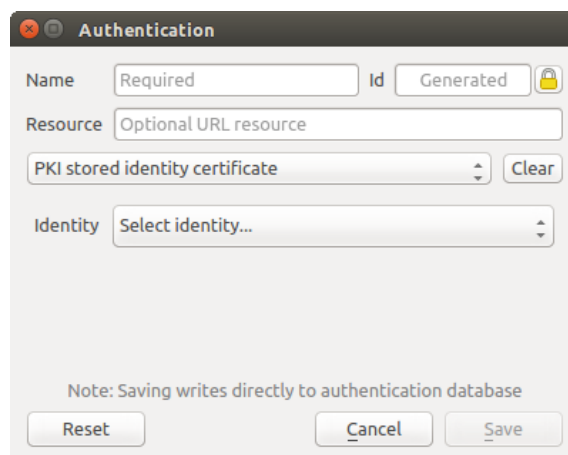 Authentication
Name Required Id Generated
Resource Optional URL resource
PKI stored identity certificate Clear
Identity Select identity...
Note: Saving writes directly to authentication database
Reset Cancel Save